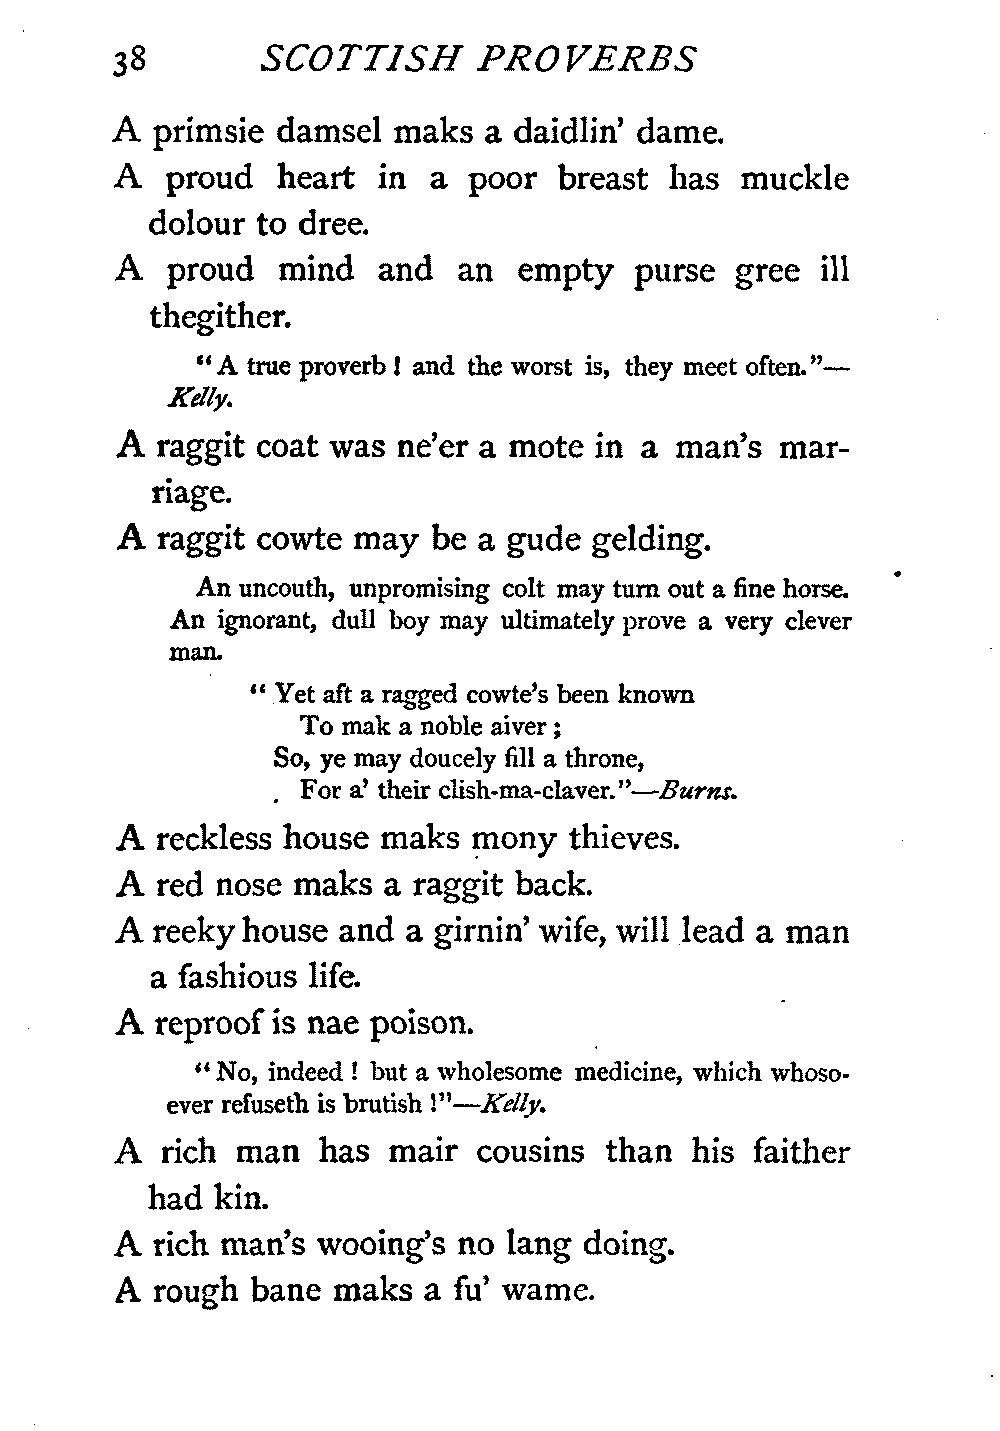 38 SCOTTISH PROVERBS
A primsie damsel maks a daidlin' dame.
A proud heart in a poor breast has muckle
dolour to dree.
A proud mind and an empty purse gree ill
thegither.
"A true proverb! and the worst is, they meet often."—
Kelly.
A raggit coat was ne'er a mote in a man's mar-
riage.
A raggit cowte may be a gude gelding.
An uncouth, unpromising colt may turn out a fine horse.
An ignorant, dull boy may ultimately prove a very clever
man.
"Yet aft a ragged cowte's been known
To mak a noble aiver;
So, ye may doucely fill a throne,
For a' their clish-ma-claver."—Burns.
A reckless house maks mony thieves.
A red nose maks a raggit back.
A reeky house and a girnin' wife, will lead a man
a fashious life.
A reproof is nae poison.
"No, indeed! but a wholesome medicine, which whoso-
ever refuseth is brutish!"—Kelly.
A rich man has mair cousins than his faither
had kin.
A rich man's wooing's no lang doing.
A rough bane maks a fu' wame.